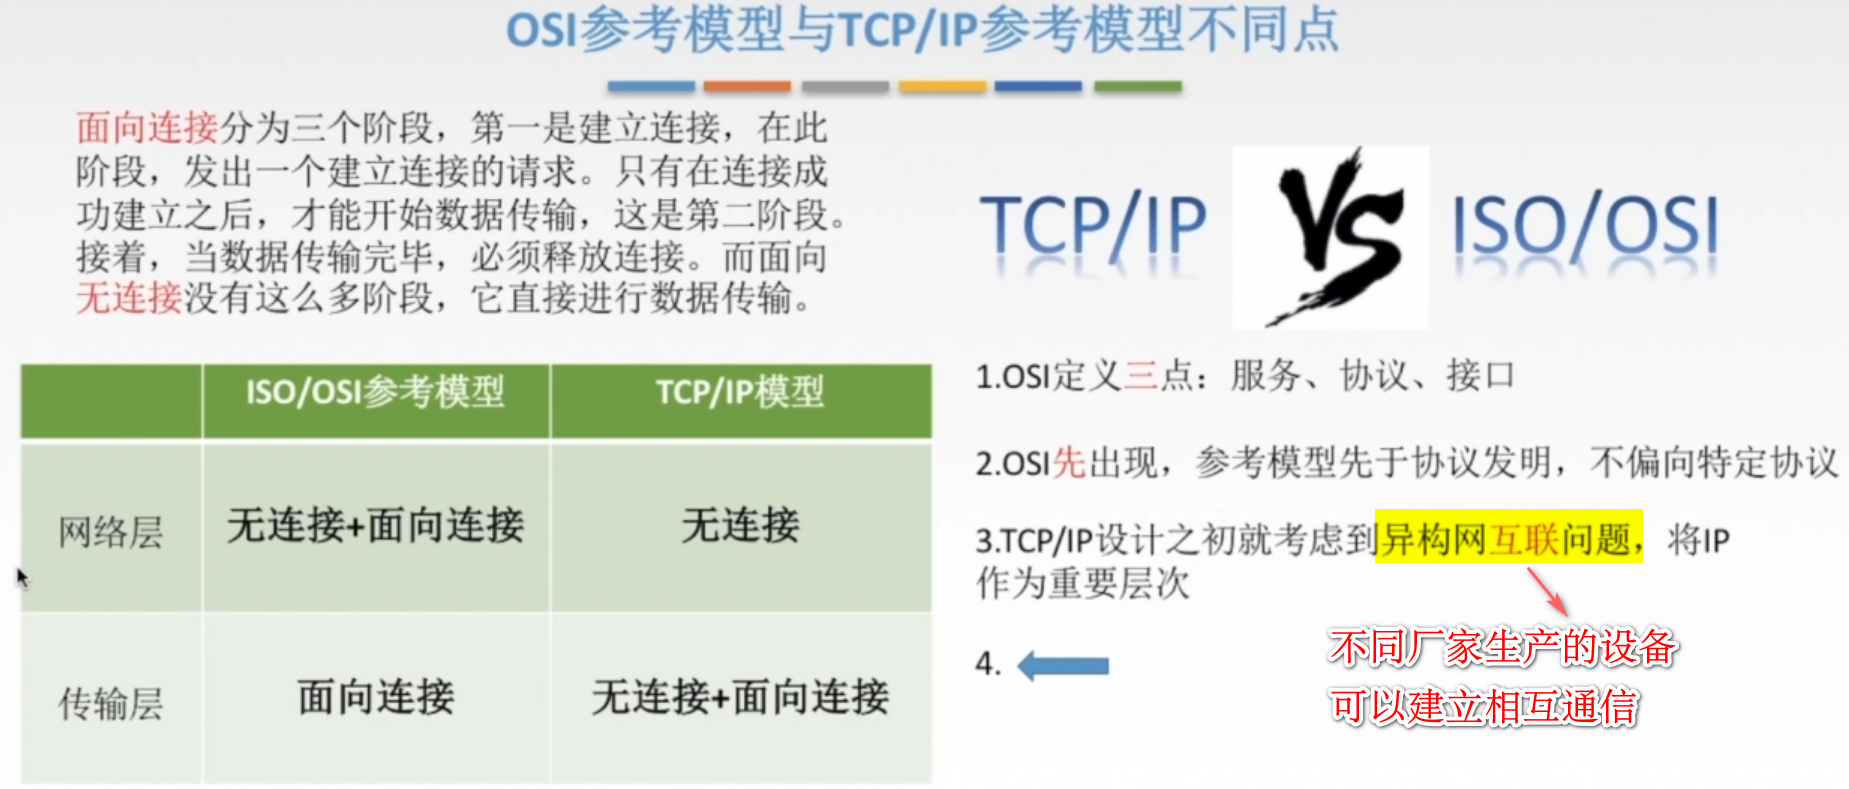 OSI参考模型与TCP/IP参考模型不同点
面向连接分为三个阶段，第一是建立连接，在此
阶段，发出一个建立连接的请求。只有在连接成
功建立之后，才能开始数据传输，这是第二阶段。
接着，当数据传输完毕，必须释放连接。而面向
无连接没有这么多阶段，它直接进行数据传输。
TCP/IP VS ISO/OSI
ISO/OSI参考模型 TCP/IP模型
网络层 无连接+面向连接 无连接
传输层 面向连接 无连接+面向连接
1.OSI定义三点：服务、协议、接口
2.OSI先出现，参考模型先于协议发明，不偏向特定协议
3.TCP/IP设计之初就考虑到异构网互联问题，将IP
作为重要层次
不同厂家生产的设备
可以建立相互通信
4.